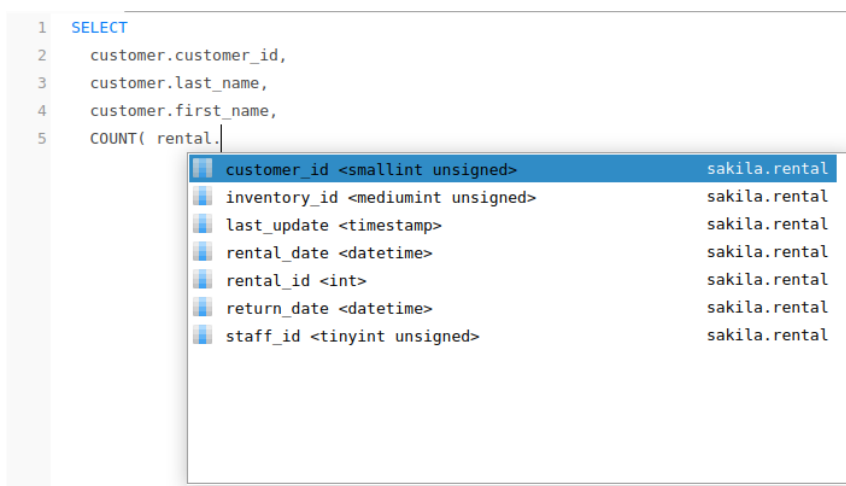 1 SELECT
2 customer.customer_id,
3 customer.last_name,
4 customer.first_name,
5 COUNT( rental.
customer_id <smallint unsigned> sakila.rental
inventory_id <mediumint unsigned> sakila.rental
last_update <timestamp> sakila.rental
rental_date <datetime> sakila.rental
rental_id <int> sakila.rental
return_date <datetime> sakila.rental
staff_id <tinyint unsigned> sakila.rental